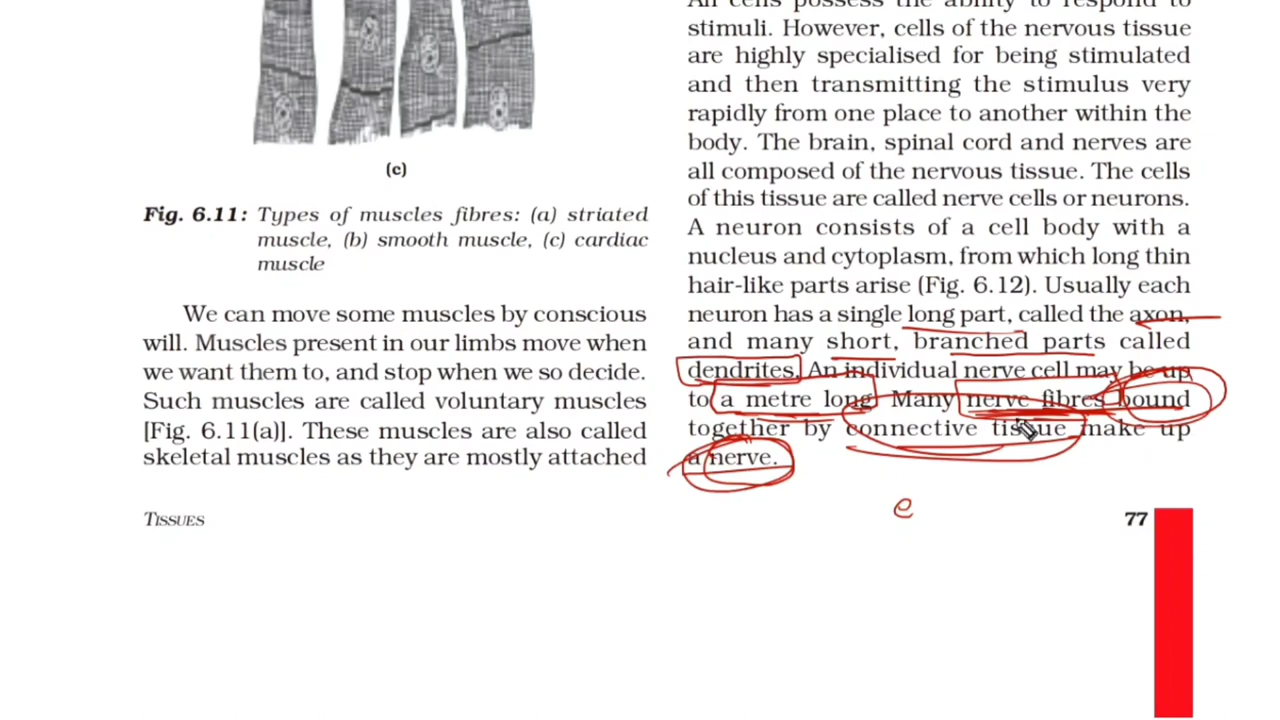 (c)
Fig. 6.11: Types of muscles fibres: (a) striated
muscle, (b) smooth muscle, (c) cardiac
muscle
We can move some muscles by conscious
will. Muscles present in our limbs move when
we want them to, and stop when we so decide.
Such muscles are called voluntary muscles
[Fig. 6.11(a)]. These muscles are also called
skeletal muscles as they are mostly attached
All cells possess the ability to respond to
stimuli. However, cells of the nervous tissue
are highly specialised for being stimulated
and then transmitting the stimulus very
rapidly from one place to another within the
body. The brain, spinal cord and nerves are
all composed of the nervous tissue. The cells
of this tissue are called nerve cells or neurons.
A neuron consists of a cell body with a
nucleus and cytoplasm, from which long thin
hair-like parts arise (Fig. 6.12). Usually each
neuron has a single long part, called the axon,
and many short, branched parts called
dendrites. An individual nerve cell may be up
to a metre long. Many nerve fibres bound
together by connective tissue make up
a nerve.
e
TISSUES
77